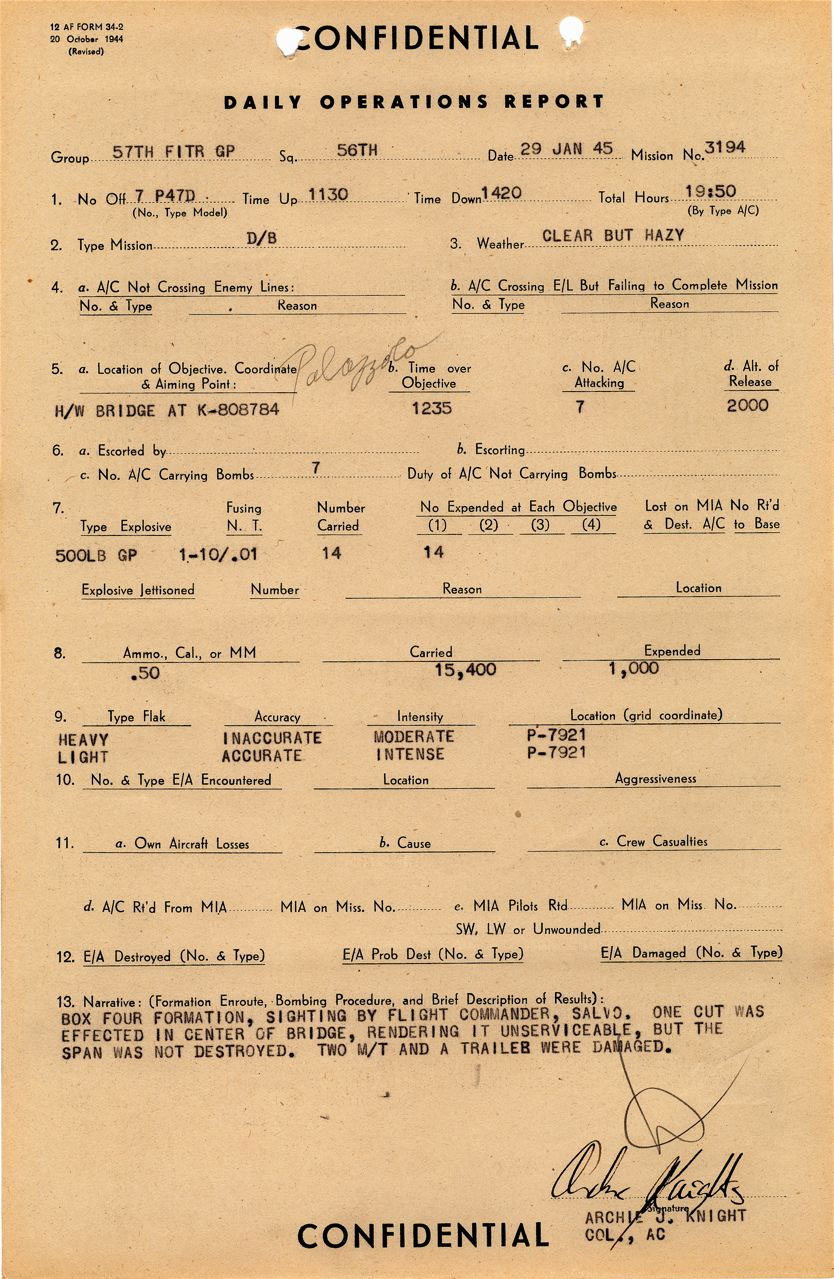 12 AF FORM 34-2
20 October 1944
(Revised)
CONFIDENTIAL
DAILY OPERATIONS REPORT
Group 57TH FITR GP Sq. 56TH Date 29 JAN 45 Mission No. 3194
1. No Off 7 P47D Time Up 1130 Time Down 1420 Total Hours 19:50
(No., Type Model) (By Type A/C)
2. Type Mission D/B 3. Weather CLEAR BUT HAZY
4. a. A/C Not Crossing Enemy Lines: b. A/C Crossing E/L But Failing to Complete Mission
No. & Type Reason No. & Type Reason
Palazzolo
5. a. Location of Objective. Coordinate b. Time over c. No. A/C d. Alt. of
& Aiming Point: Objective Attacking Release
H/W BRIDGE AT K-808784 1235 7 2000
6. a. Escorted by b. Escorting
c. No. A/C Carrying Bombs 7 Duty of A/C Not Carrying Bombs
7. Fusing Number No Expended at Each Objective Lost on MIA No Rt'd
Type Explosive N. T. Carried (1) (2) (3) (4) & Dest. A/C to Base
500LB GP 1-10/.01 14 14
Explosive Jettisoned Number Reason Location
8. Ammo., Cal., or MM Carried Expended
.50 15,400 1,000
9. Type Flak Accuracy Intensity Location (grid coordinate)
HEAVY INACCURATE MODERATE P-7921
LIGHT ACCURATE INTENSE P-7921
10. No. & Type E/A Encountered Location Aggressiveness
11. a. Own Aircraft Losses b. Cause c. Crew Casualties
d. A/C Rt'd From MIA MIA on Miss. No. e. MIA Pilots Rtd MIA on Miss No.
SW, LW or Unwounded
12. E/A Destroyed (No. & Type) E/A Prob Dest (No. & Type) E/A Damaged (No. & Type)
13. Narrative: (Formation Enroute, Bombing Procedure, and Brief Description of Results):
BOX FOUR FORMATION, SIGHTING BY FLIGHT COMMANDER, SALVO. ONE CUT WAS
EFFECTED IN CENTER OF BRIDGE, RENDERING IT UNSERVICEABLE, BUT THE
SPAN WAS NOT DESTROYED. TWO M/T AND A TRAILEB WERE DAMAGED.
Archie J Knight
Signature
ARCHIE J. KNIGHT
COL., AC
CONFIDENTIAL